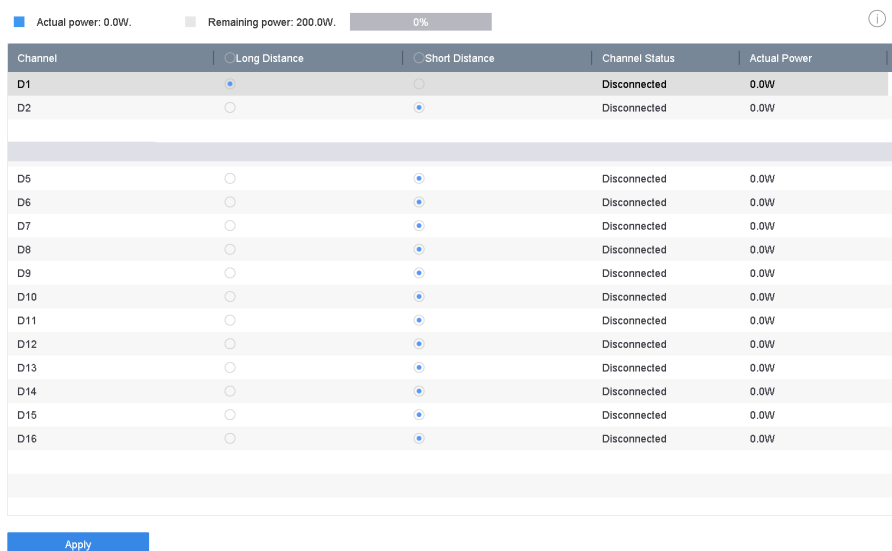 Actual power: 0.0W. Remaining power: 200.0W. 0%
Channel Long Distance Short Distance Channel Status Actual Power
D1 Disconnected 0.0W
D2 Disconnected 0.0W
D5 Disconnected 0.0W
D6 Disconnected 0.0W
D7 Disconnected 0.0W
D8 Disconnected 0.0W
D9 Disconnected 0.0W
D10 Disconnected 0.0W
D11 Disconnected 0.0W
D12 Disconnected 0.0W
D13 Disconnected 0.0W
D14 Disconnected 0.0W
D15 Disconnected 0.0W
D16 Disconnected 0.0W
Apply